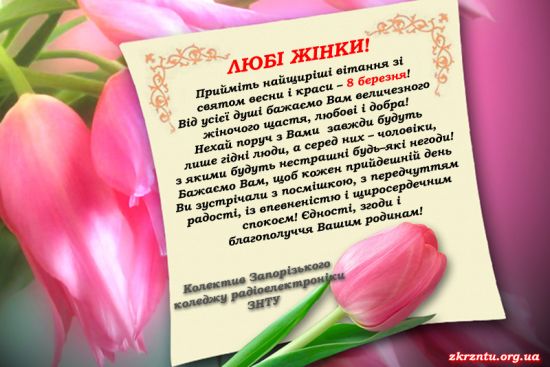 ЛЮБІ ЖІНКИ!
Прийміть найщиріші вітання зі
святом весни і краси – 8 березня!
Від усієї душі бажаємо Вам величезного
жіночого щастя, любові і добра!
Нехай поруч з Вами завжди будуть
лише гідні люди, а серед них – чоловіки,
з якими будуть нестрашні будь–які негоди!
Бажаємо Вам, щоб кожен прийдешній день
Ви зустрічали з посмішкою, з передчуттям
радості, із впевненістю і щиросердечним
спокоєм! Єдності, згоди і
благополуччя Вашим родинам!
Колектив Запорізького
коледжу радіоелектроніки
ЗНТУ
zkrzntu.org.ua